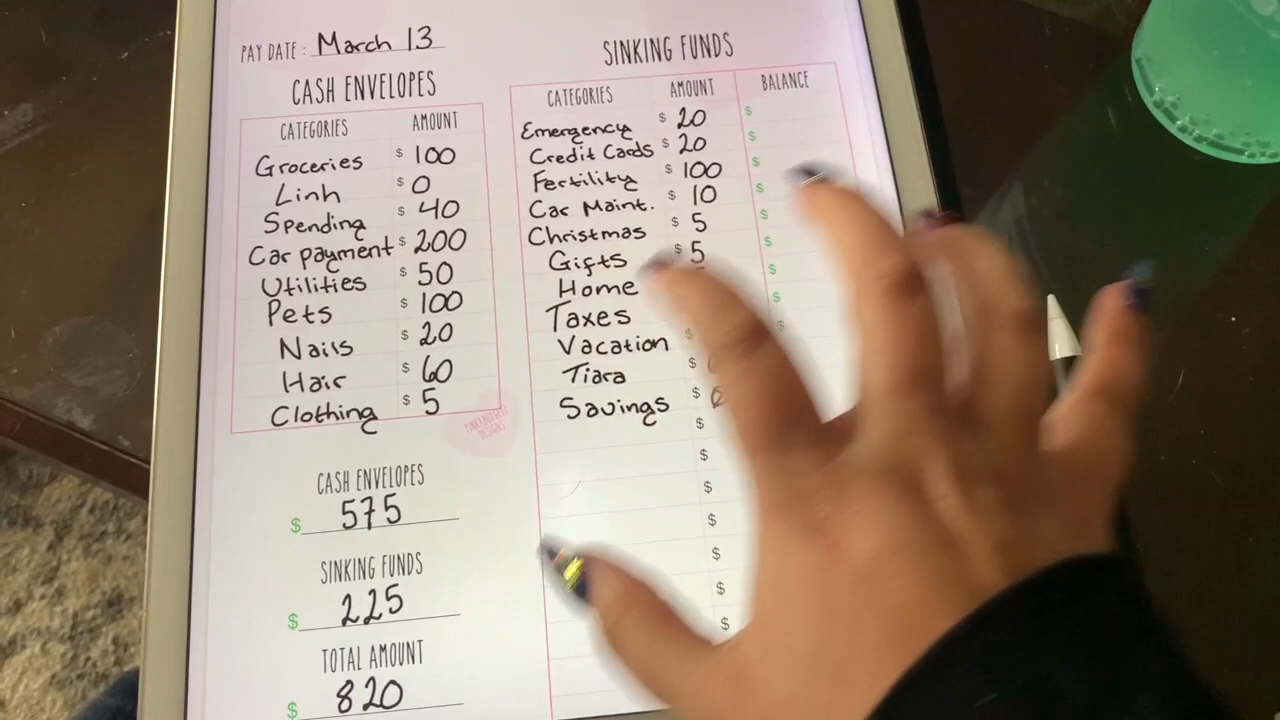 PAY DATE : March 13
CASH ENVELOPES
CATEGORIES AMOUNT
Groceries $ 100
Linh $ 0
Spending $ 40
Car payment $ 200
Utilities $ 50
Pets $ 100
Nails $ 20
Hair $ 60
Clothing $ 5
CASH ENVELOPES
$ 575
SINKING FUNDS
$ 225
TOTAL AMOUNT
$ 820
SINKING FUNDS
CATEGORIES AMOUNT BALANCE
Emergency $ 20 $
Credit Cards $ 20 $
Fertility $ 100 $
Car Maint. $ 10 $
Christmas $ 5 $
Gifts $ 5 $
Home $
Taxes $
Vacation $
Tiara $
Savings $
$
$
$
$
$
$
$